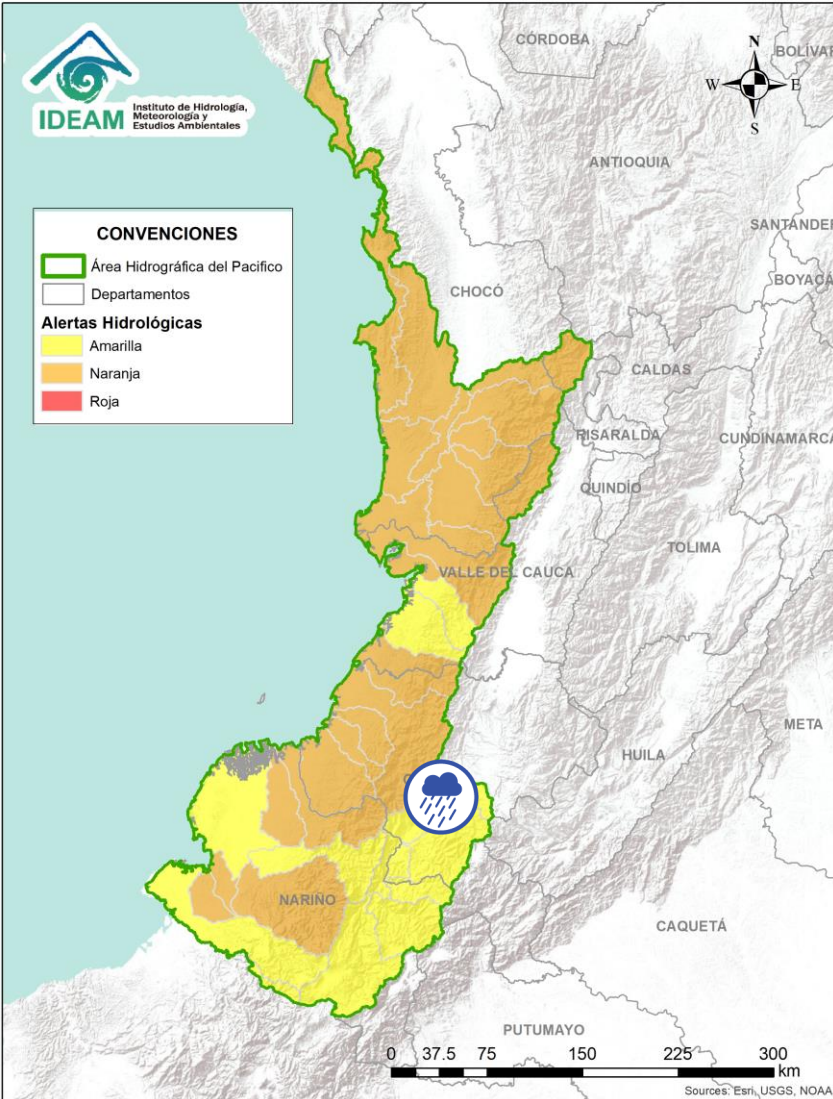 IDEAM
Instituto de Hidrología,
Meteorología y
Estudios Ambientales
N
W
E
S
CÓRDOBA
BOLÍVAR
ANTIOQUIA
SANTANDER
BOYACÁ
CHOCÓ
CALDAS
RISARALDA
CUNDINAMARCA
QUINDÍO
TOLIMA
VALLE DEL CAUCA
META
HUILA
NARIÑO
CAQUETÁ
PUTUMAYO
CONVENCIONES
Área Hidrográfica del Pacifico
Departamentos
Alertas Hidrológicas
Amarilla
Naranja
Roja
0 37.5 75 150 225 300
km
Sources: Esri, USGS, NOAA